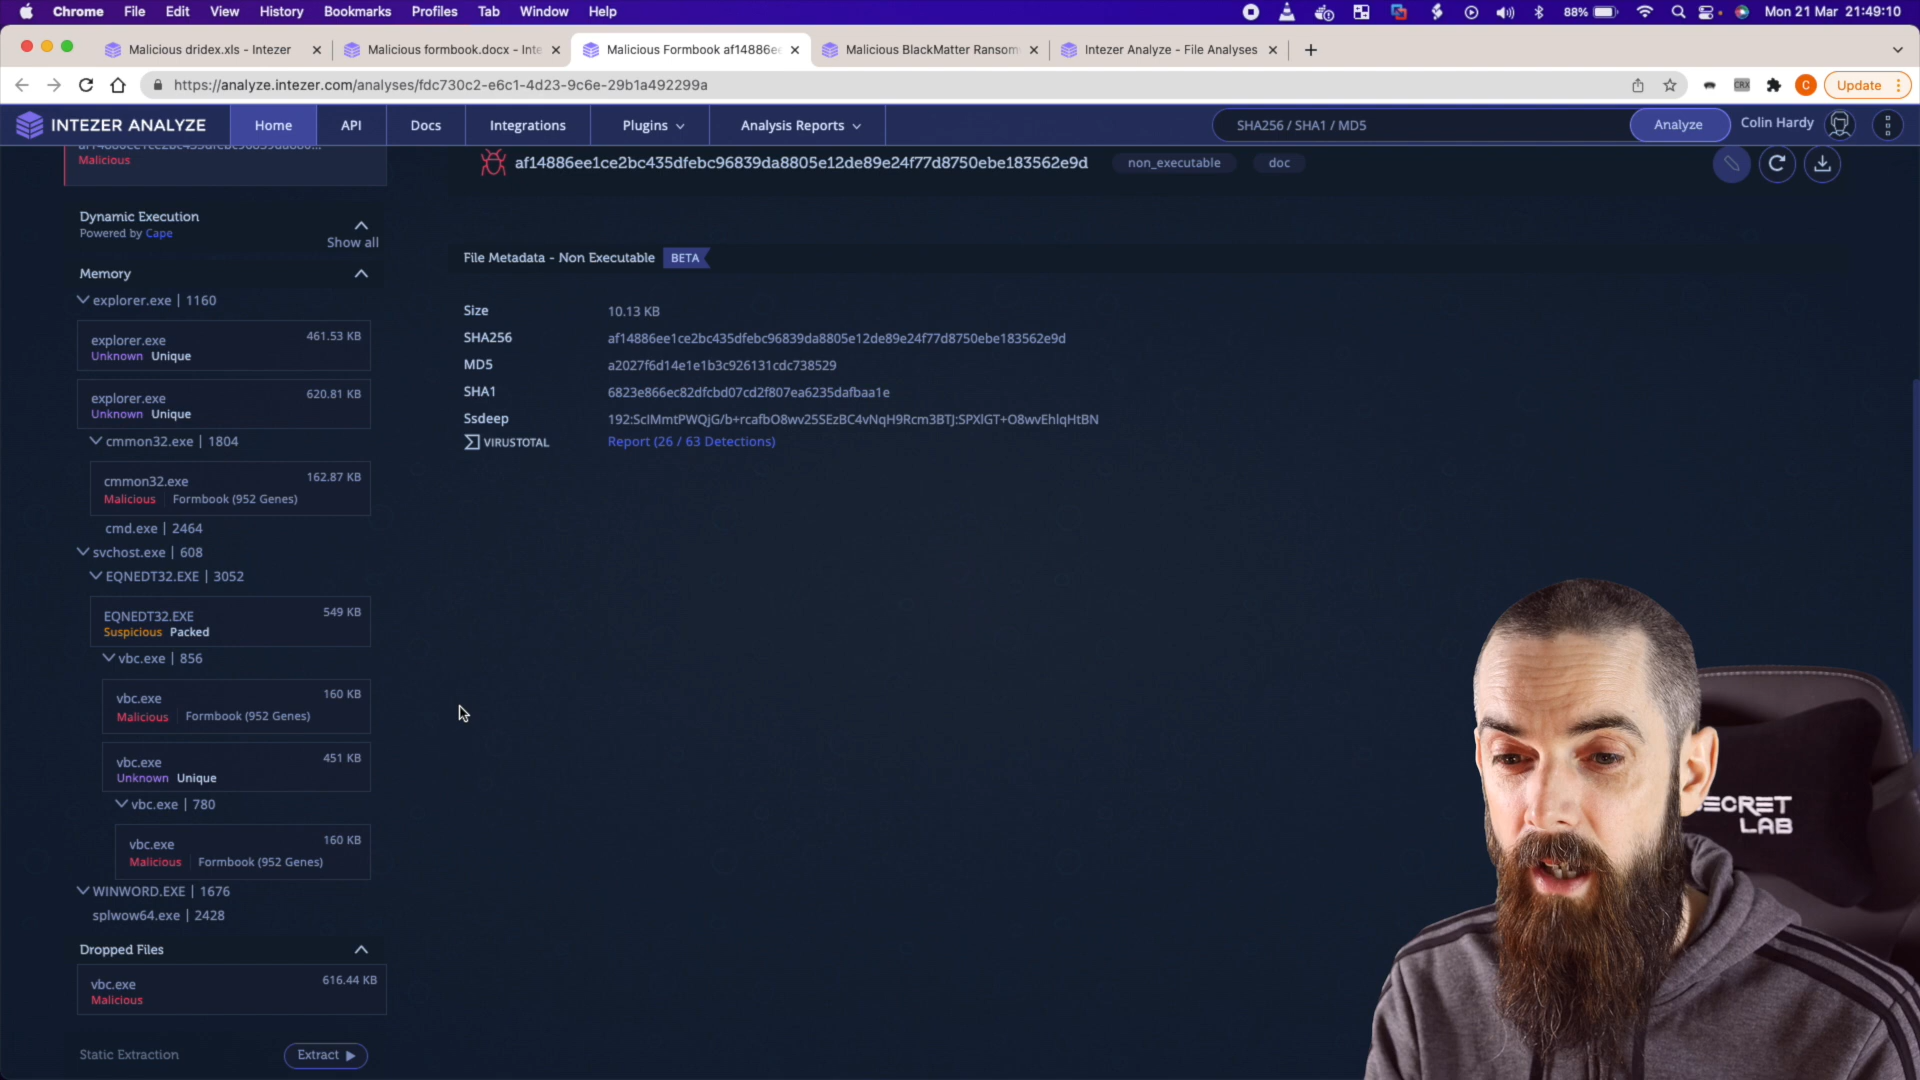 Chrome File Edit View History Bookmarks Profiles Tab Window Help 88% Mon 21 Mar 21:49:10
Malicious dridex.xls - Intezer Malicious formbook.docx - Inte Malicious Formbook af14886e Malicious BlackMatter Ransom Intezer Analyze - File Analyses
https://analyze.intezer.com/analyses/fdc730c2-e6c1-4d23-9c6e-29b1a492299a CRX C Update
INTEZER ANALYZE Home API Docs Integrations Plugins Analysis Reports SHA256 / SHA1 / MD5 Analyze Colin Hardy
Malicious
af14886ee1ce2bc435dfebc96839da8805e12de89e24f77d8750ebe183562e9d non_executable doc
Dynamic Execution
Powered by Cape
Show all
Memory
explorer.exe | 1160
explorer.exe 461.53 KB
Unknown Unique
explorer.exe 620.81 KB
Unknown Unique
cmmon32.exe | 1804
cmmon32.exe 162.87 KB
Malicious Formbook (952 Genes)
cmd.exe | 2464
svchost.exe | 608
EQNEDT32.EXE | 3052
EQNEDT32.EXE 549 KB
Suspicious Packed
vbc.exe | 856
vbc.exe 160 KB
Malicious Formbook (952 Genes)
vbc.exe 451 KB
Unknown Unique
vbc.exe | 780
vbc.exe 160 KB
Malicious Formbook (952 Genes)
WINWORD.EXE | 1676
splwow64.exe | 2428
Dropped Files
vbc.exe 616.44 KB
Malicious
Static Extraction Extract
File Metadata - Non Executable BETA
Size 10.13 KB
SHA256 af14886ee1ce2bc435dfebc96839da8805e12de89e24f77d8750ebe183562e9d
MD5 a2027f6d14e1e1b3c926131cdc738529
SHA1 6823e866ec82dfcbd07cd2f807ea6235dafbaa1e
Ssdeep 192:ScIMmtPWQjG/b+rcafbO8wv25SEzBC4vNqH9Rcm3BTJ:SPXlGT+O8wvEhlqHtBN
VIRUSTOTAL Report (26 / 63 Detections)
SECRET
LAB